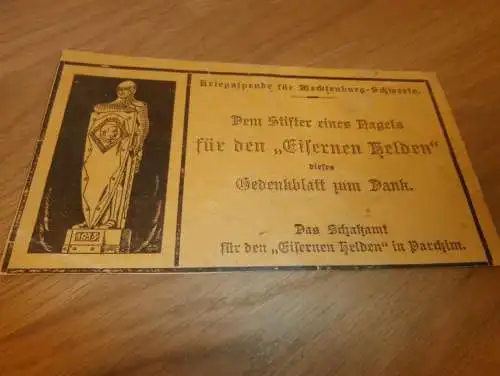 Kriegsspende für Mecklenburg-Schwerin.
Dem Stifter eines Nagels
für den „Eisernen Helden“
dieses
Gedenkblatt zum Dank.
Das Schatzamt
für den „Eisernen Helden“ in Parchim.
1915